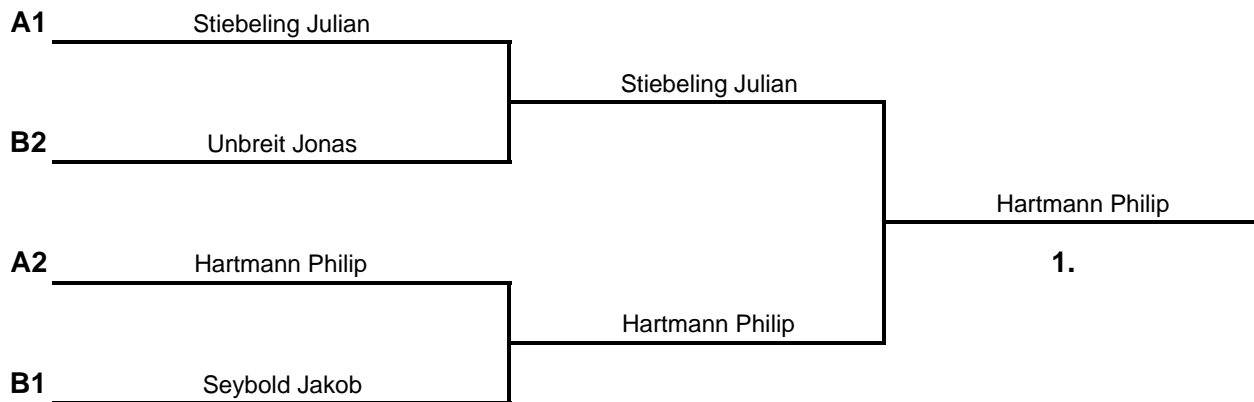 A1 Stiebeling Julian
Stiebeling Julian
B2 Unbreit Jonas
Hartmann Philip
A2 Hartmann Philip
1.
Hartmann Philip
B1 Seybold Jakob